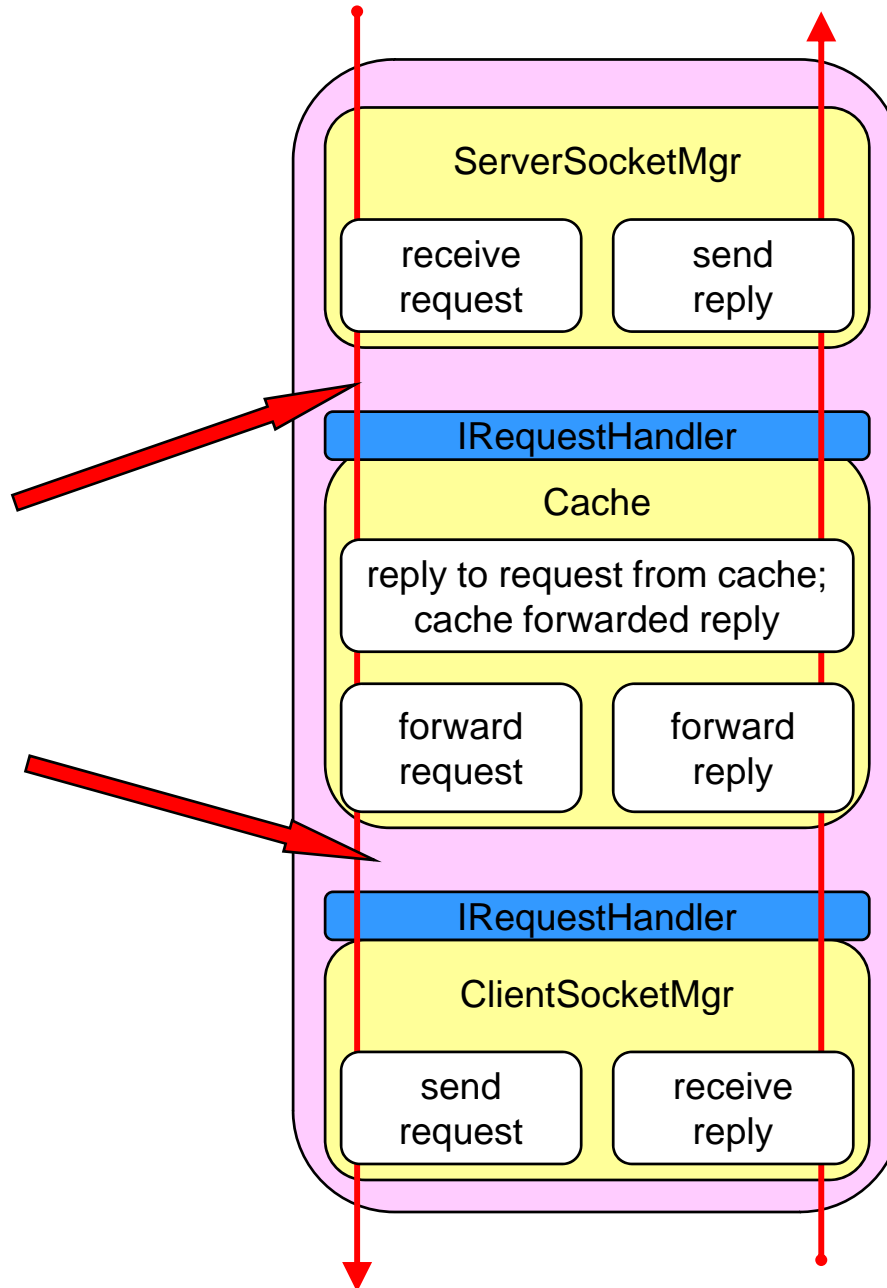 ServerSocketMgr
receive
request
send
reply
IRequestHandler
Cache
reply to request from cache;
cache forwarded reply
forward
request
forward
reply
IRequestHandler
ClientSocketMgr
send
request
receive
reply